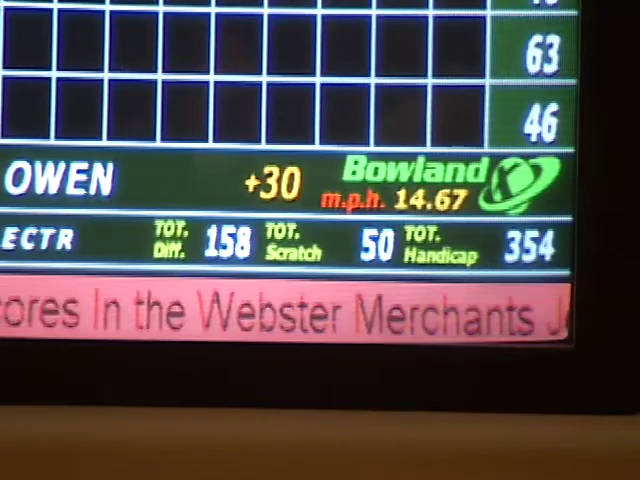 63
46
OWEN +30 Bowland
m.p.h. 14.67
ECTR TOT. Diff. 158 TOT. Scratch 50 TOT. Handicap 354
ores In the Webster Merchants